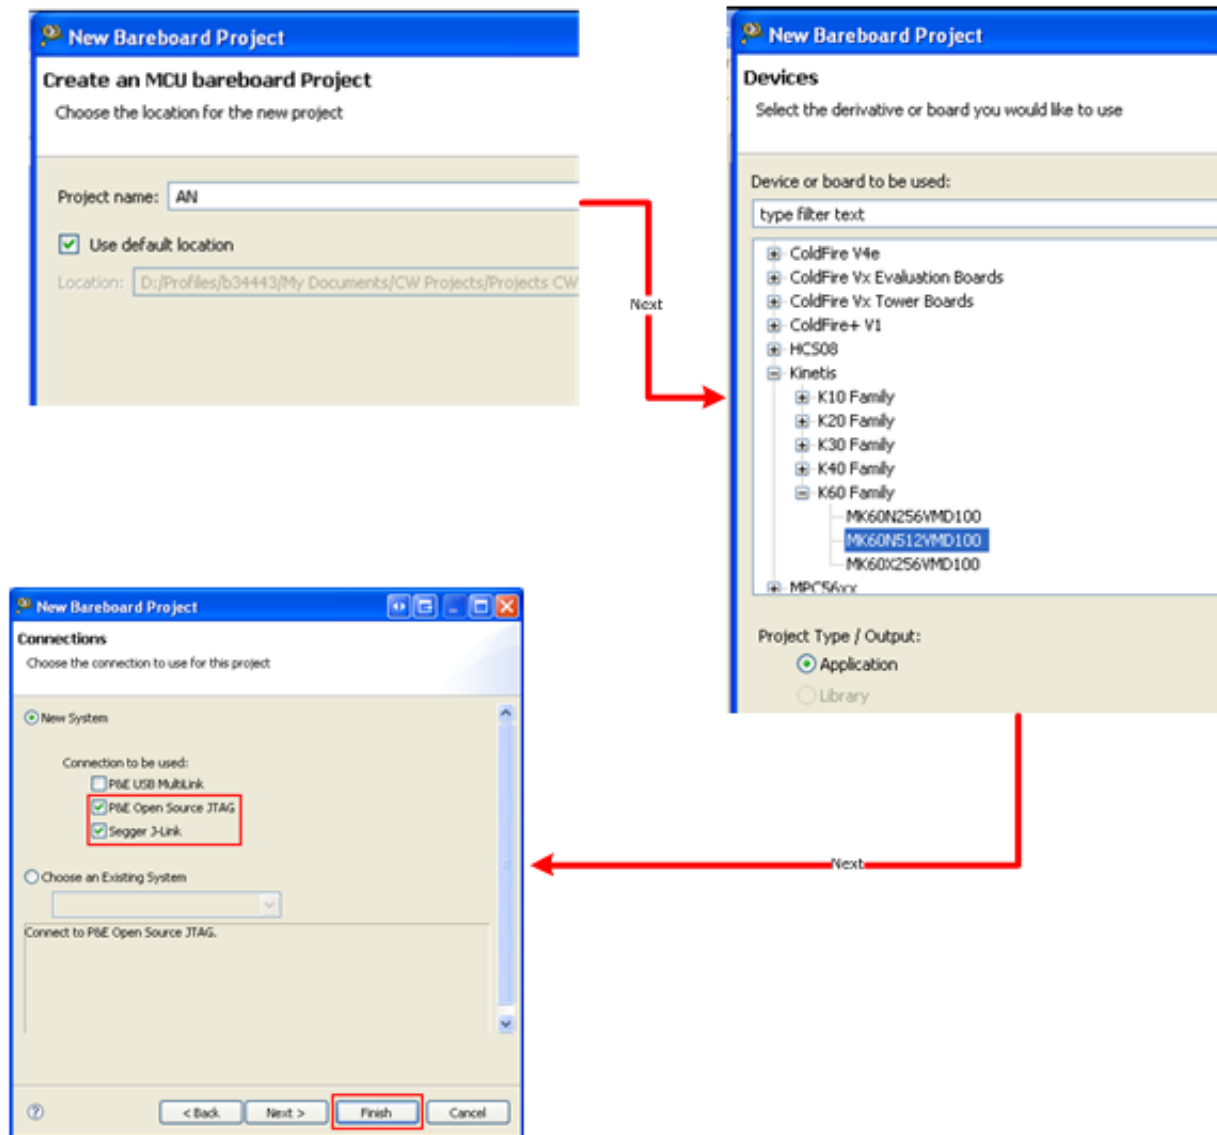 New Bareboard Project
Create an MCU bareboard Project
Choose the location for the new project
Project name: AN
Use default location
Location: D:/Profiles/b34443/My Documents/CW Projects/Projects CW
Next
New Bareboard Project
Devices
Select the derivative or board you would like to use
Device or board to be used:
type filter text
ColdFire V4e
ColdFire Vx Evaluation Boards
ColdFire Vx Tower Boards
ColdFire+ V1
HCS08
Kinetis
K10 Family
K20 Family
K30 Family
K40 Family
K60 Family
MK60N256VMD100
MK60N512VMD100
MK60X256VMD100
MPC56xx
Project Type / Output:
Application
Library
Next
New Bareboard Project
Connections
Choose the connection to use for this project
New System
Connection to be used:
P&E USB MultiLink
P&E Open Source JTAG
Segger J-Link
Choose an Existing System
Connect to P&E Open Source JTAG.
< Back
Next >
Finish
Cancel